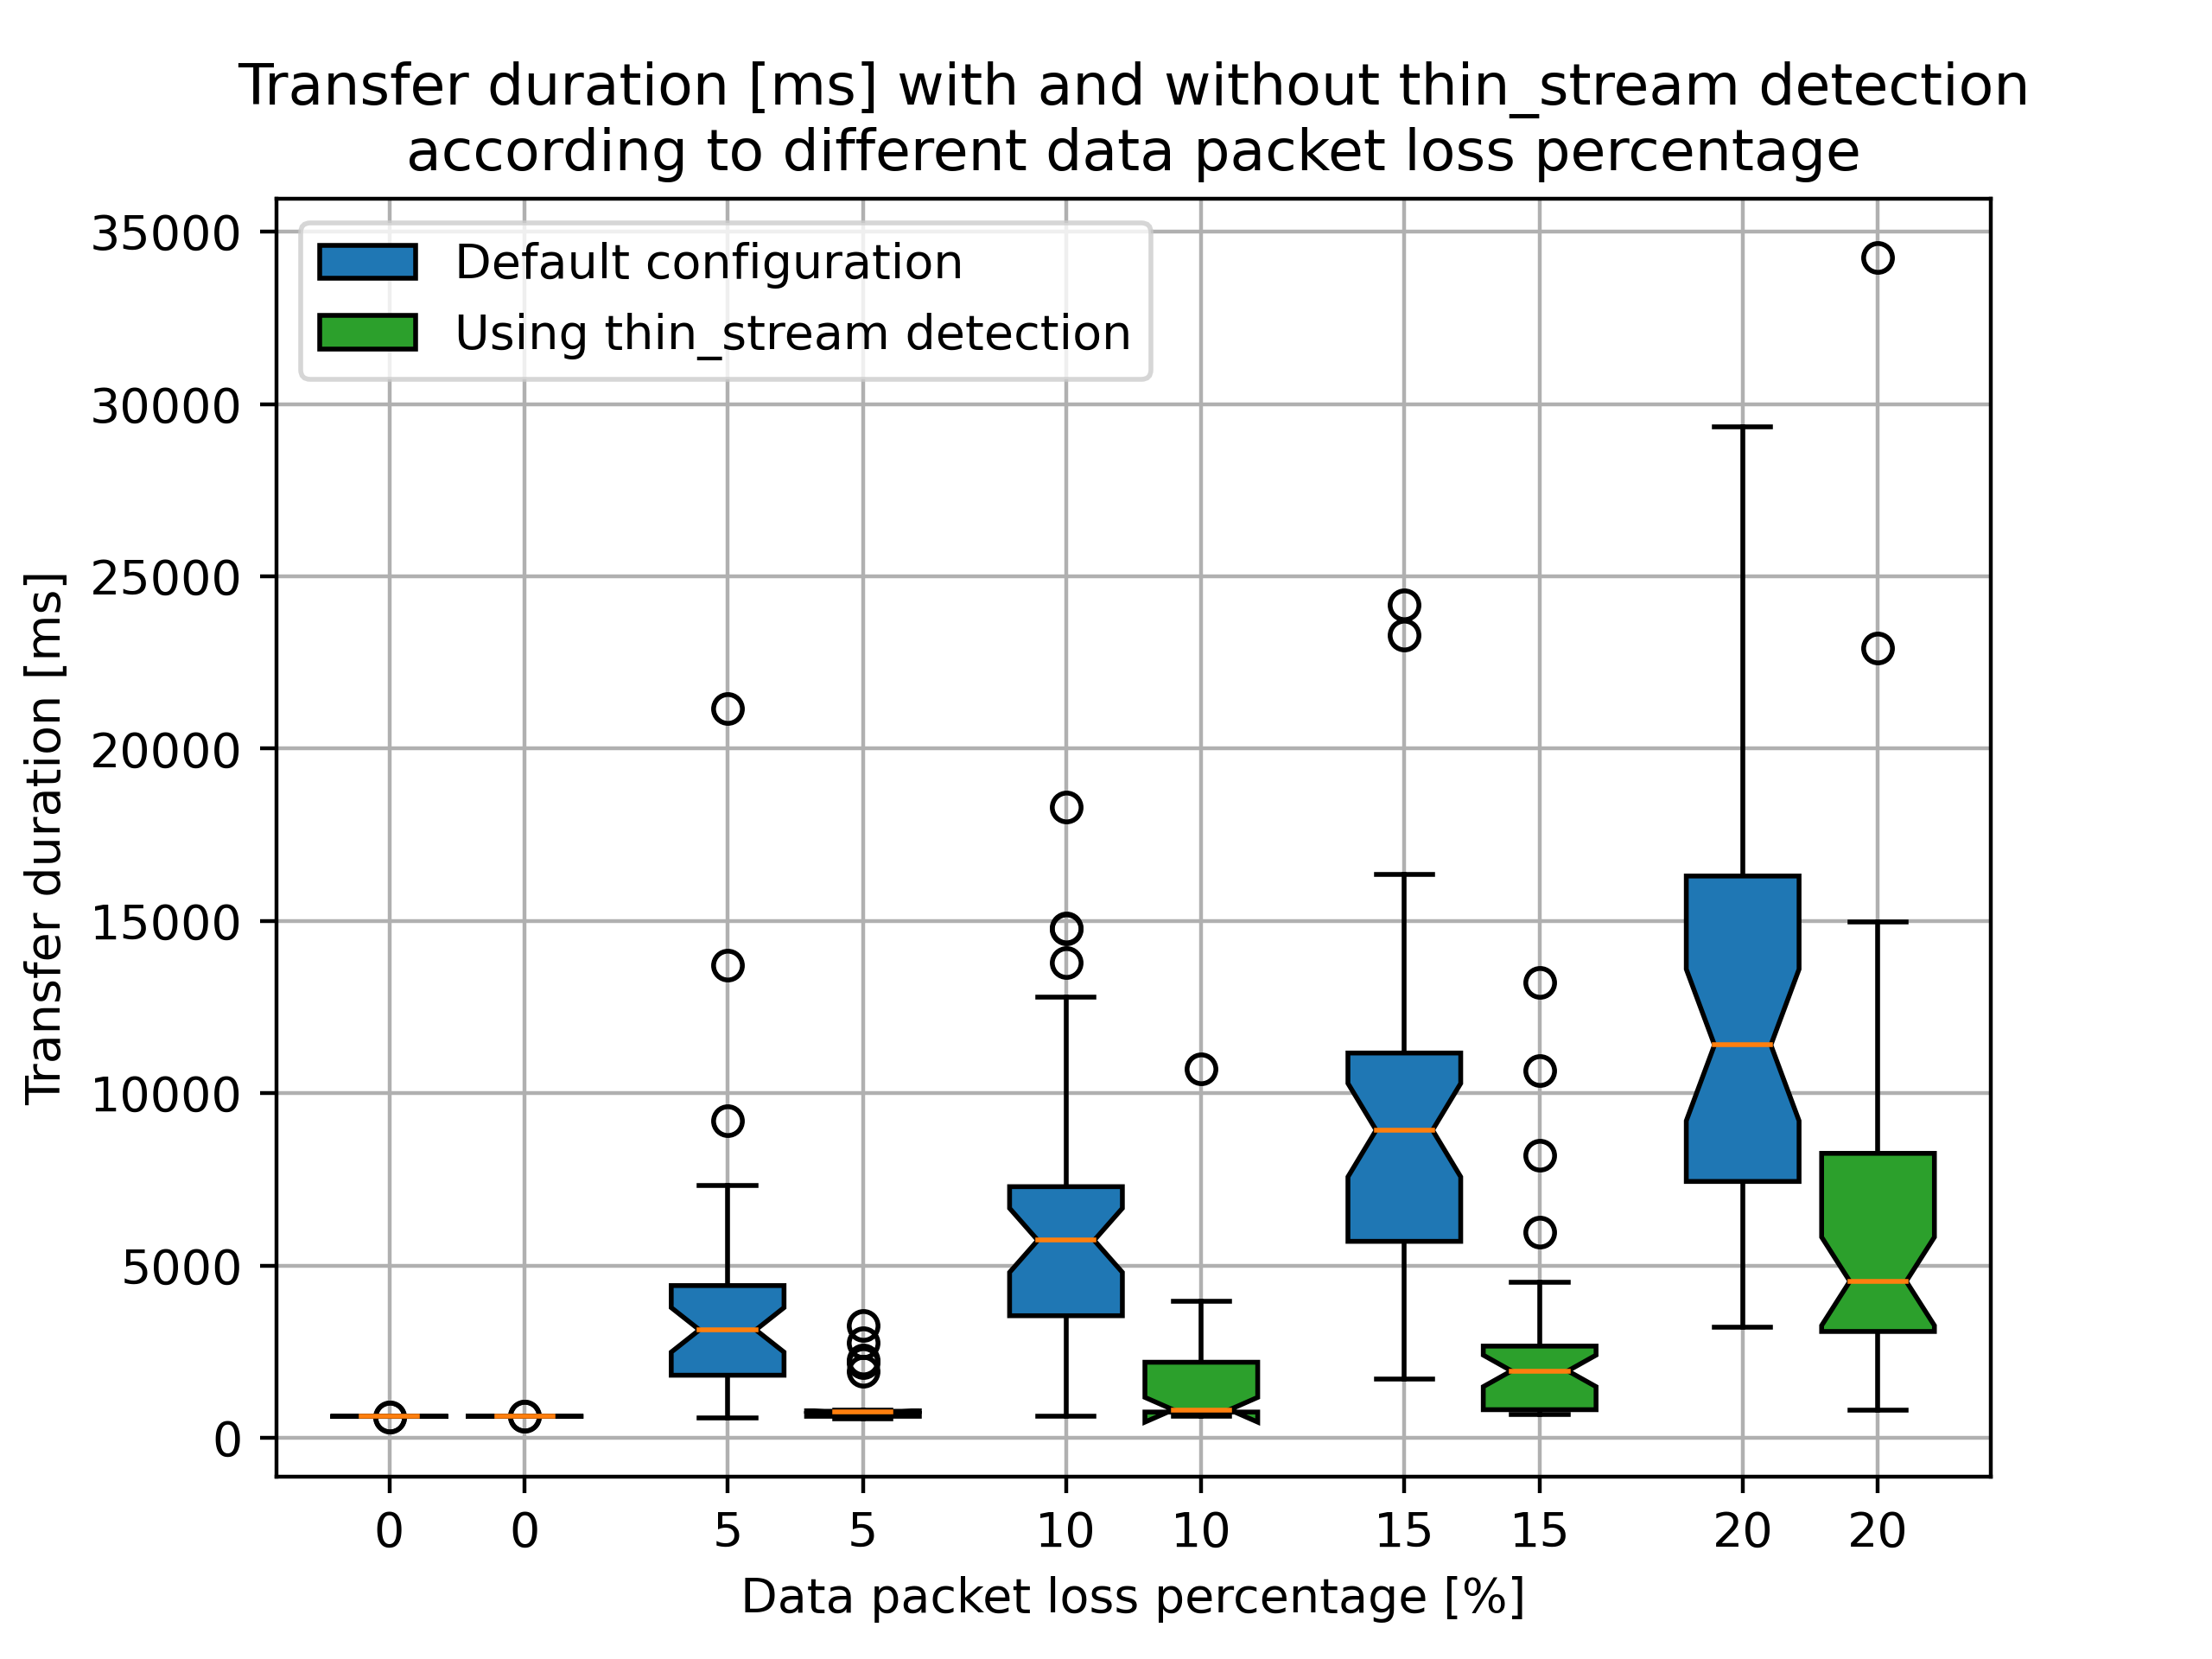 Transfer duration [ms] with and without thin_stream detection
according to different data packet loss percentage
35000
30000
25000
20000
15000
10000
5000
0
Transfer duration [ms]
Default configuration
Using thin_stream detection
0 0 5 5 10 10 15 15 20 20
Data packet loss percentage [%]